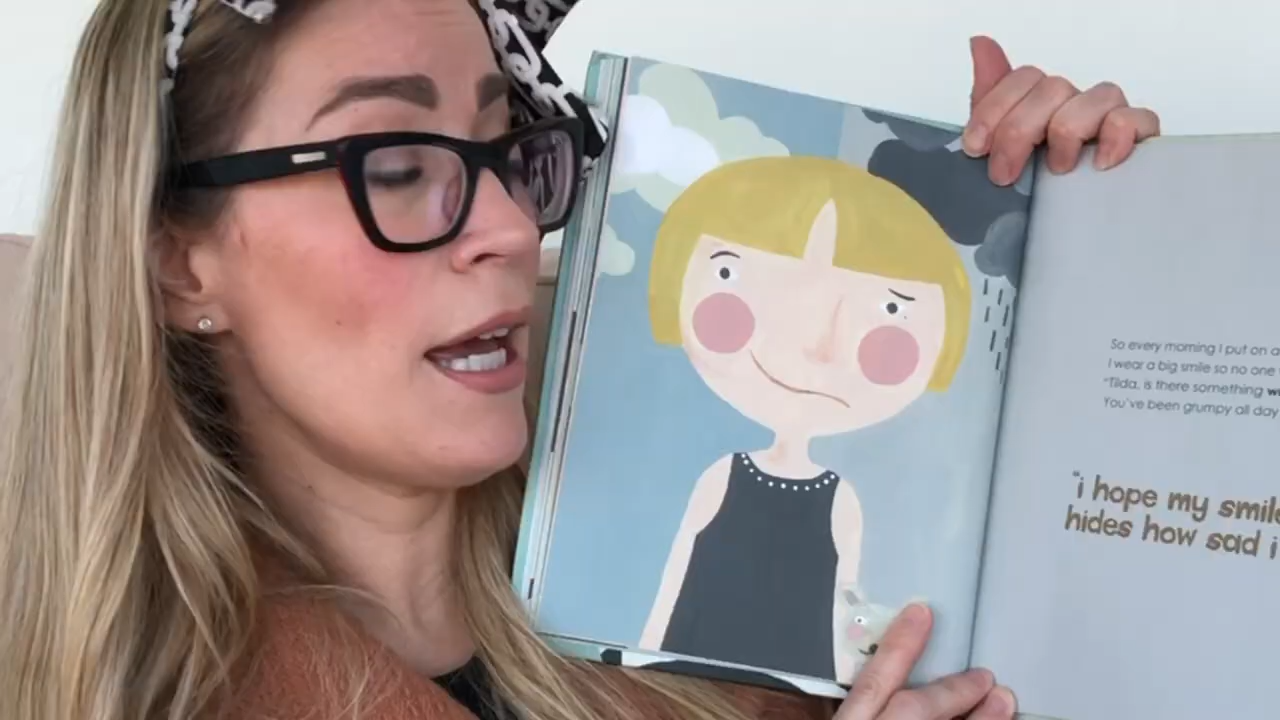 So every morning I put on a
I wear a big smile so no one
"Tilda, is there something
You've been grumpy all day
"i hope my smile
hides how sad i